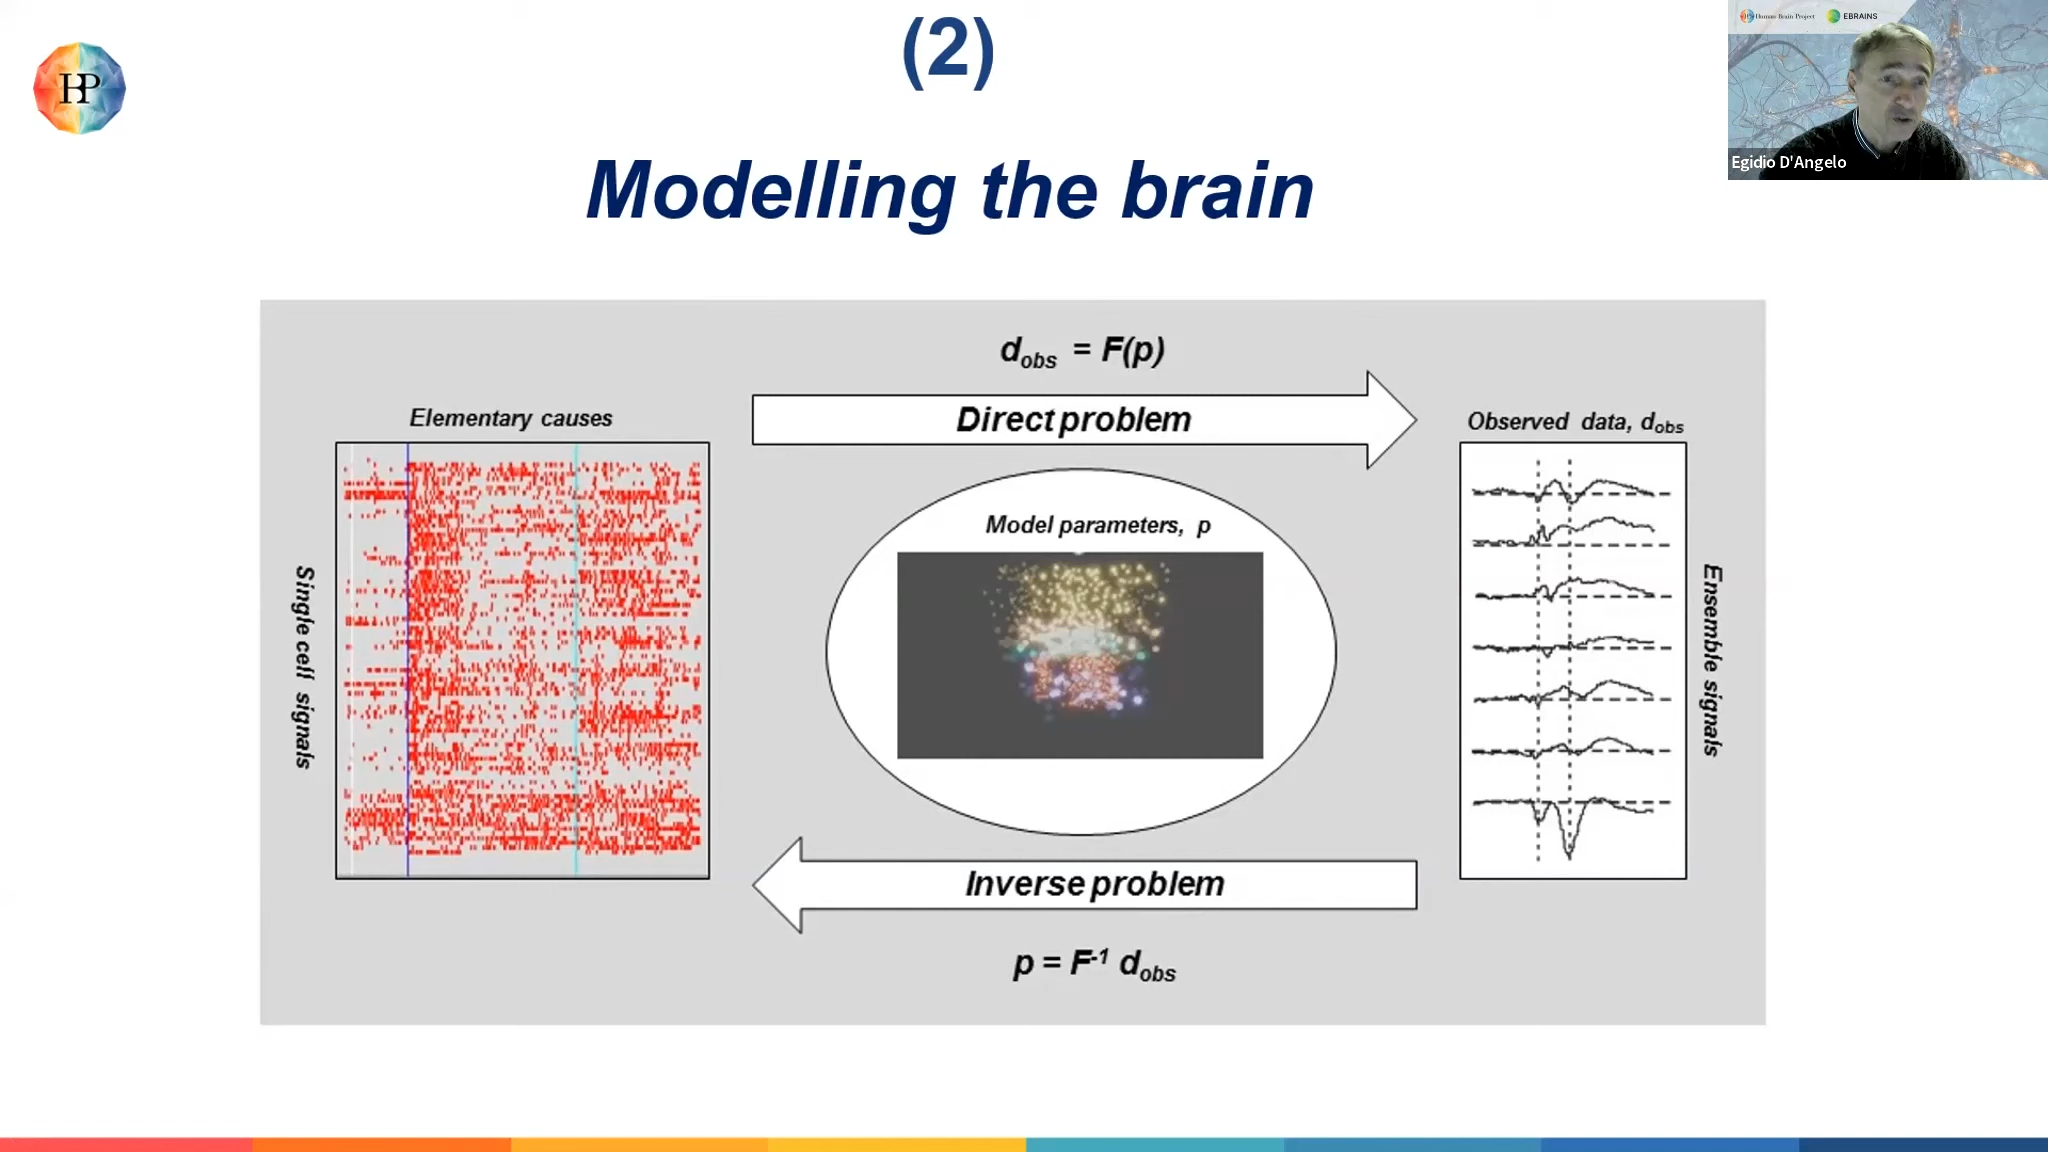 (2)
HP
Human Brain Project
EBRAINS
Egidio D'Angelo
Modelling the brain
d_obs = F(p)
Direct problem
Elementary causes
Observed data, d_obs
Model parameters, p
Single cell signals
Ensemble signals
Inverse problem
p = F^-1 d_obs